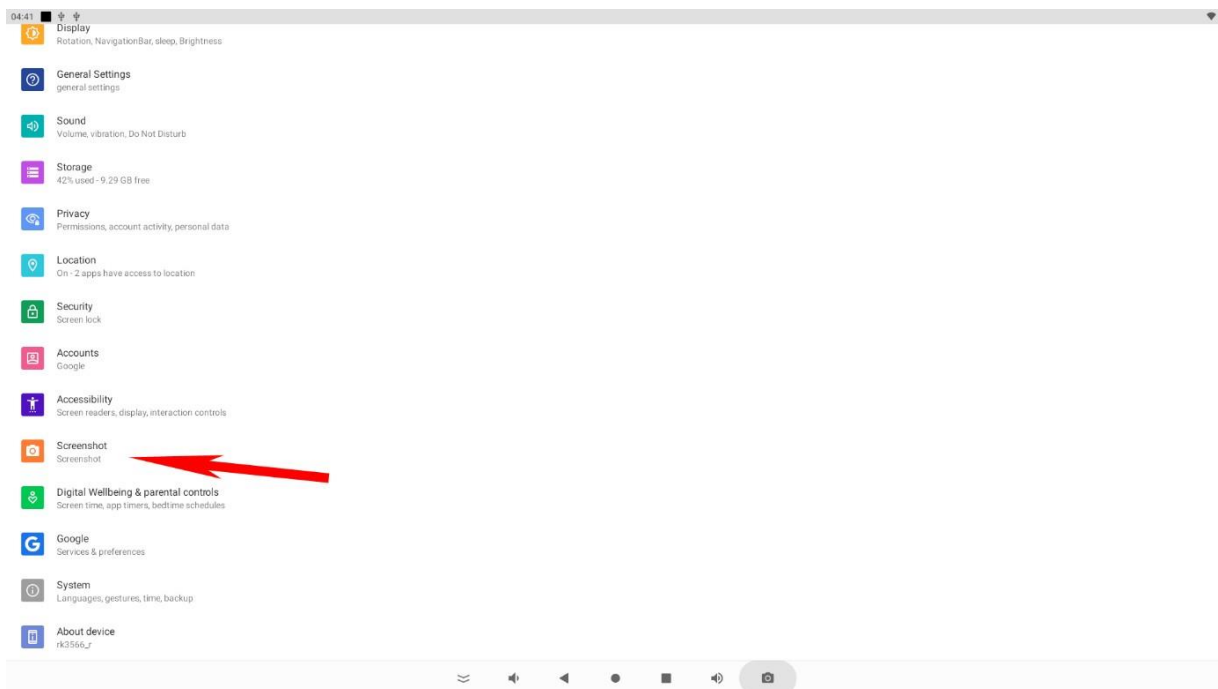 04:41
Display
Rotation, NavigationBar, sleep, Brightness
General Settings
general settings
Sound
Volume, vibration, Do Not Disturb
Storage
42% used - 9.29 GB free
Privacy
Permissions, account activity, personal data
Location
On - 2 apps have access to location
Security
Screen lock
Accounts
Google
Accessibility
Screen readers, display, interaction controls
Screenshot
Screenshot
Digital Wellbeing & parental controls
Screen time, app timers, bedtime schedules
Google
Services & preferences
System
Languages, gestures, time, backup
About device
rk3566_r